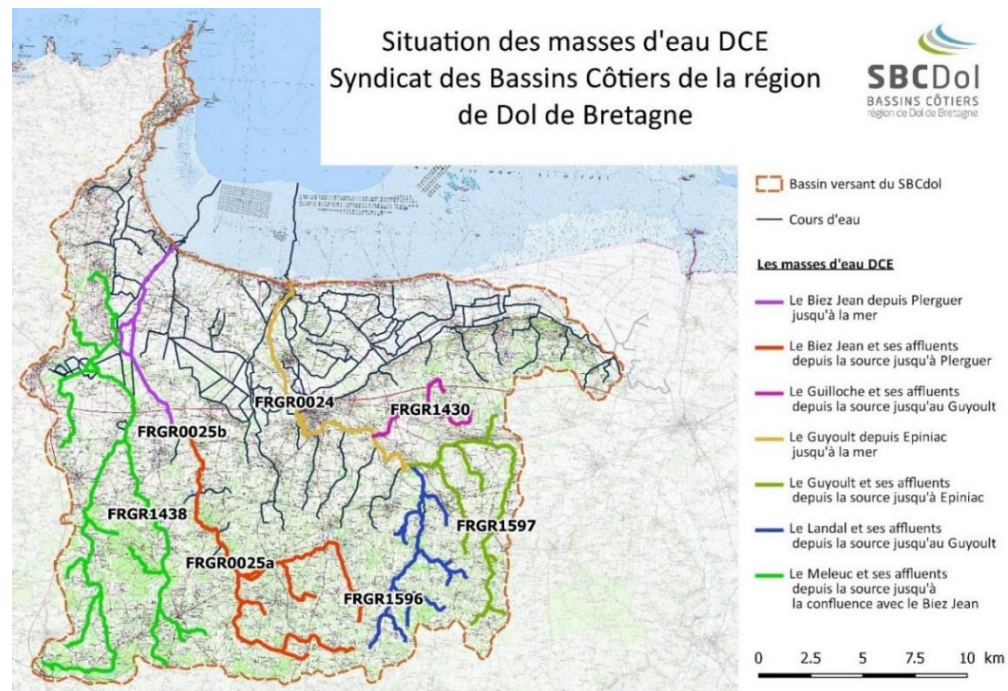 Situation des masses d'eau DCE
Syndicat des Bassins Côtiers de la région
de Dol de Bretagne
SBCDol
BASSINS CÔTIERS
région de Dol de Bretagne
Bassin versant du SBCdol
Cours d'eau
Les masses d'eau DCE
Le Biez Jean depuis Plerguer
jusqu'à la mer
Le Biez Jean et ses affluents
depuis la source jusqu'à Plerguer
Le Guilloche et ses affluents
depuis la source jusqu'au Guyoult
Le Guyoult depuis Epiniac
jusqu'à la mer
Le Guyoult et ses affluents
depuis la source jusqu'à Epiniac
Le Landal et ses affluents
depuis la source jusqu'au Guyoult
Le Meleuc et ses affluents
depuis la source jusqu'à
la confluence avec le Biez Jean
0 2.5 5 7.5 10 km
FRGR0024
FRGR1430
FRGR0025b
FRGR1438
FRGR1597
FRGR0025a
FRGR1596